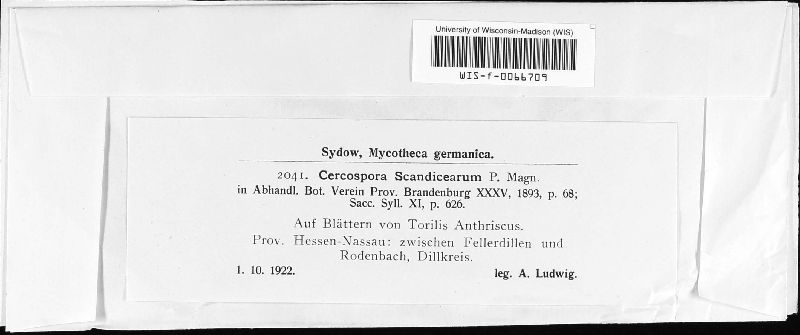 University of Wisconsin-Madison (WIS)
WIS-f-0066709
Sydow, Mycotheca germanica.
2041. Cercospora Scandicearum P. Magn.
in Abhandl. Bot. Verein Prov. Brandenburg XXXV, 1893, p. 68;
Sacc. Syll. XI, p. 626.
Auf Blättern von Torilis Anthriscus.
Prov. Hessen-Nassau: zwischen Fellerdillen und
Rodenbach, Dillkreis.
1. 10. 1922. leg. A. Ludwig.